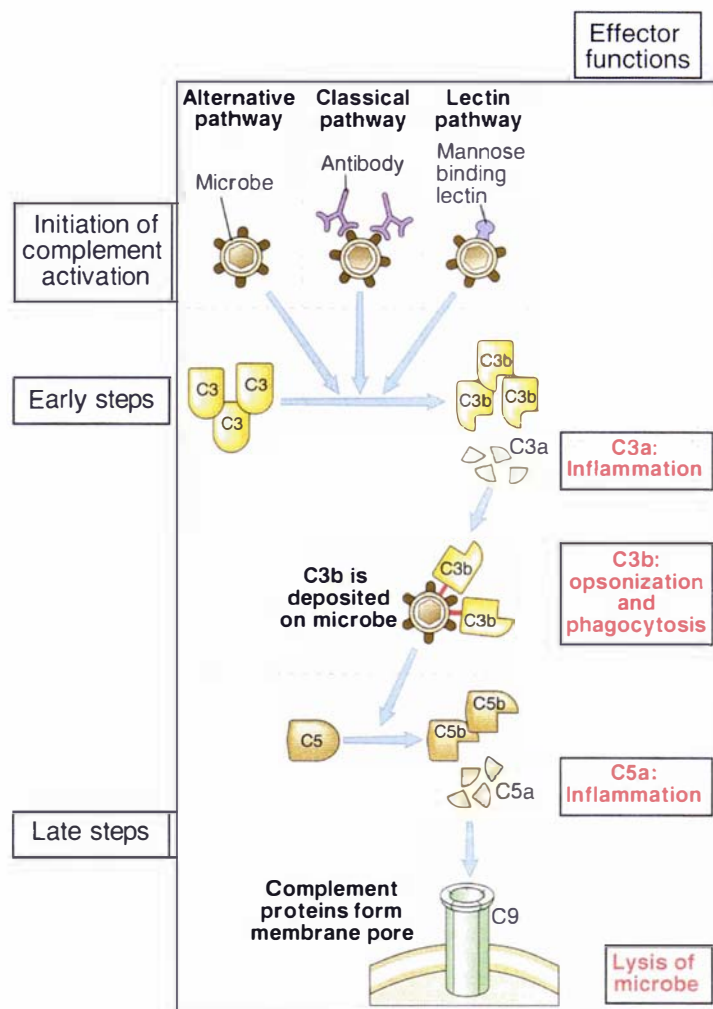 Effector
functions
Alternative
pathway
Classical
pathway
Lectin
pathway
Microbe
Antibody
Mannose
binding
lectin
Initiation of
complement
activation
Early steps
C3
C3
C3
C3b
C3b
C3b
C3a
C3a:
Inflammation
C3b is
deposited
on microbe
C3b
C3b
C3b:
opsonization
and
phagocytosis
C5
C5b
C5b
C5a
C5a:
Inflammation
Late steps
Complement
proteins form
membrane pore
C9
Lysis of
microbe